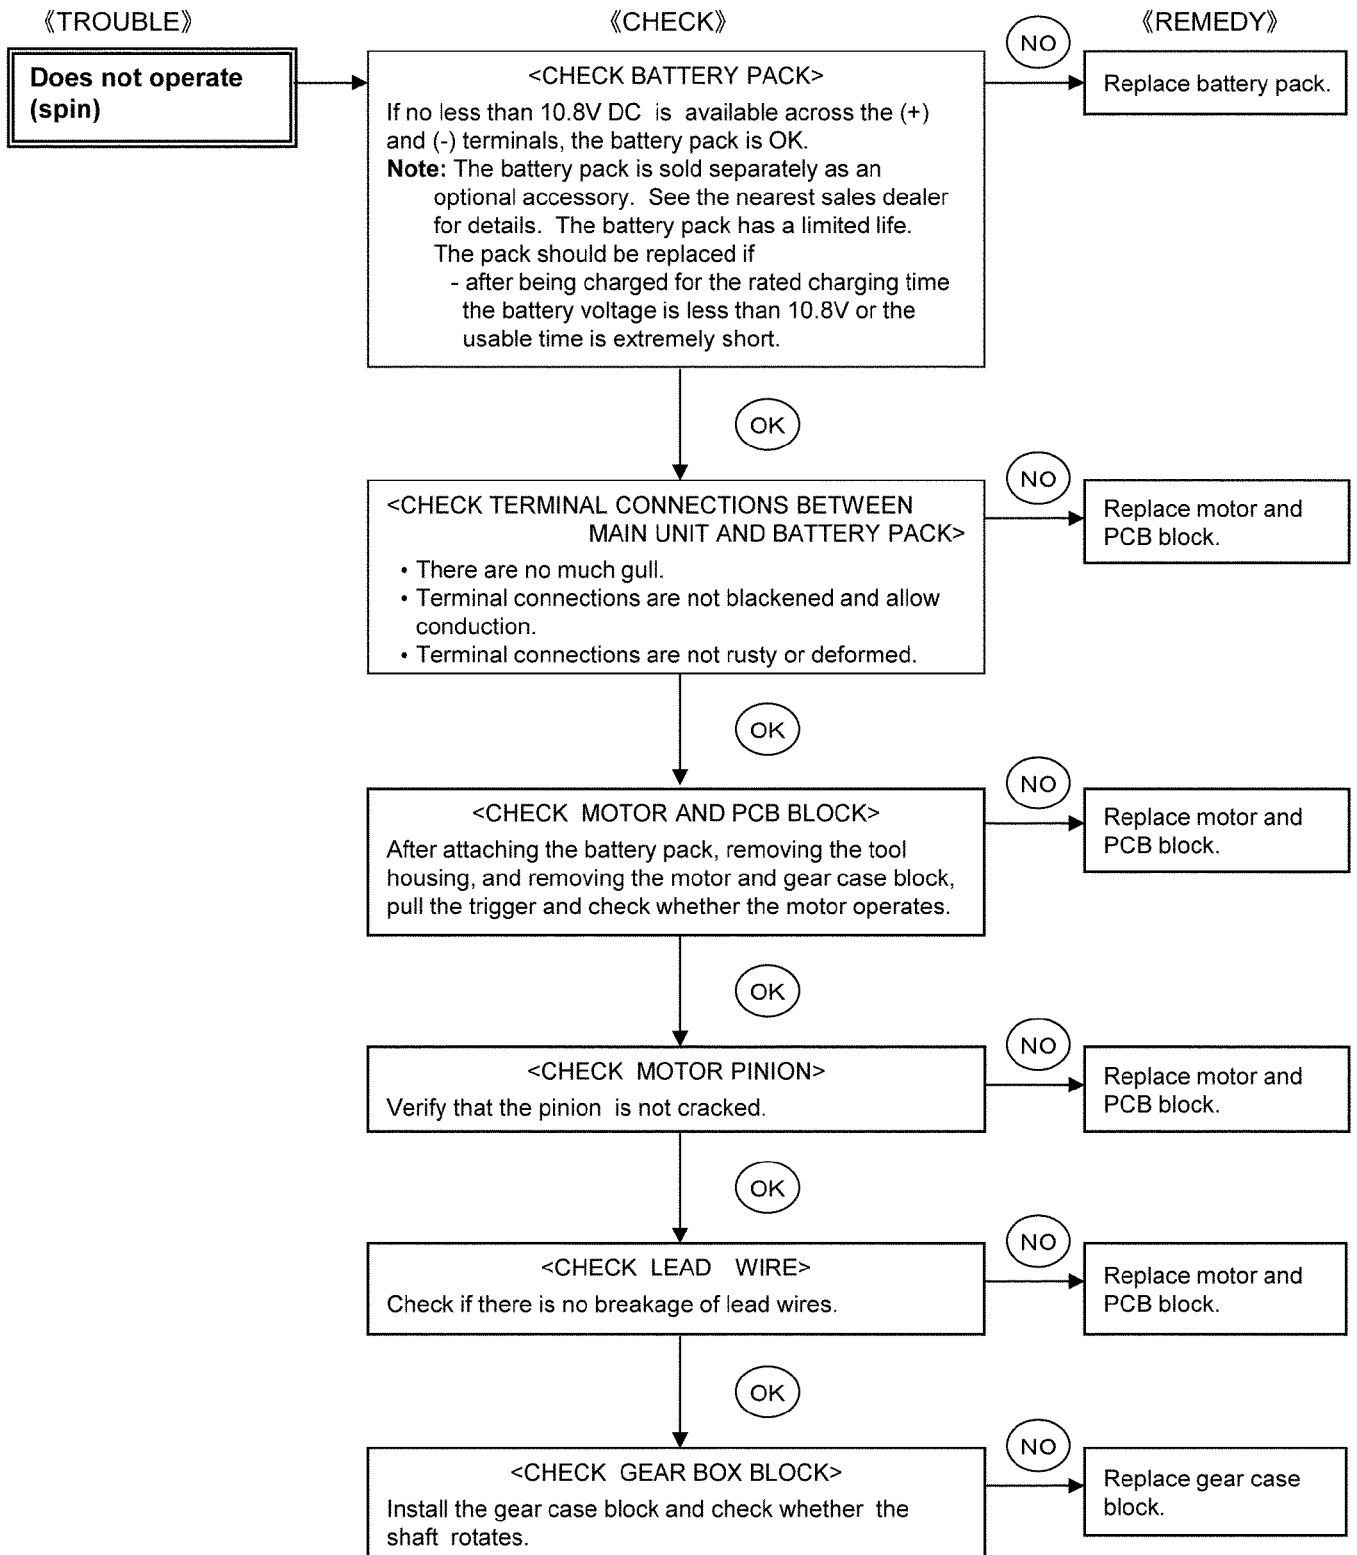 《TROUBLE》
《CHECK》
《REMEDY》
Does not operate
(spin)
<CHECK BATTERY PACK>
If no less than 10.8V DC is available across the (+)
and (-) terminals, the battery pack is OK.
Note: The battery pack is sold separately as an
optional accessory. See the nearest sales dealer
for details. The battery pack has a limited life.
The pack should be replaced if
- after being charged for the rated charging time
the battery voltage is less than 10.8V or the
usable time is extremely short.
NO
Replace battery pack.
OK
<CHECK TERMINAL CONNECTIONS BETWEEN
MAIN UNIT AND BATTERY PACK>
• There are no much gull.
• Terminal connections are not blackened and allow
conduction.
• Terminal connections are not rusty or deformed.
NO
Replace motor and
PCB block.
OK
<CHECK MOTOR AND PCB BLOCK>
After attaching the battery pack, removing the tool
housing, and removing the motor and gear case block,
pull the trigger and check whether the motor operates.
NO
Replace motor and
PCB block.
OK
<CHECK MOTOR PINION>
Verify that the pinion is not cracked.
NO
Replace motor and
PCB block.
OK
<CHECK LEAD WIRE>
Check if there is no breakage of lead wires.
NO
Replace motor and
PCB block.
OK
<CHECK GEAR BOX BLOCK>
Install the gear case block and check whether the
shaft rotates.
NO
Replace gear case
block.